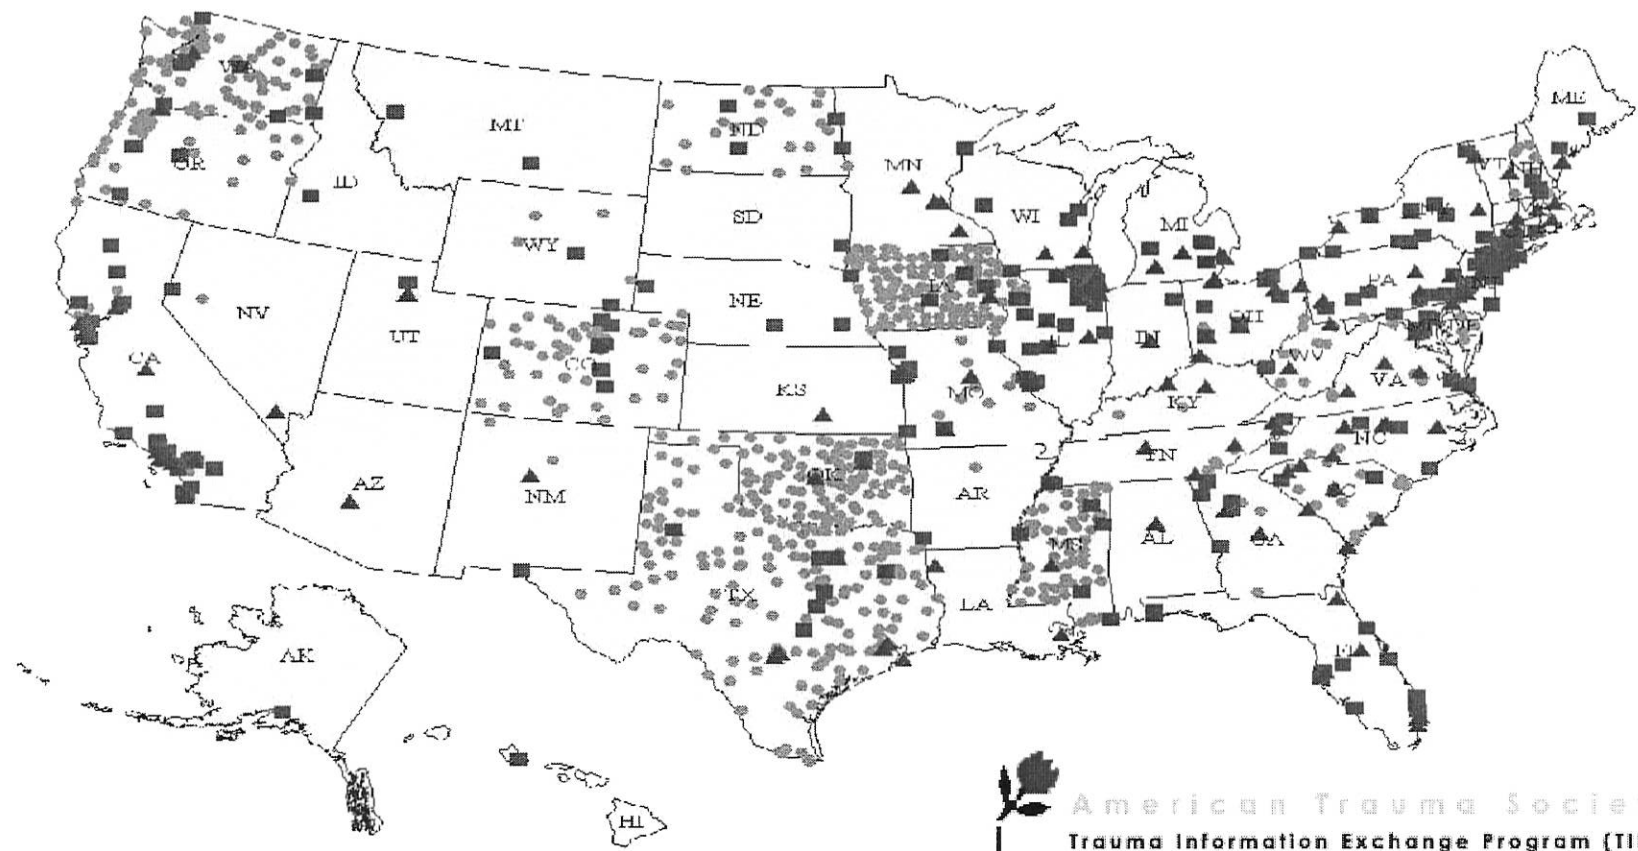 WA
ME
MT
ND
VT
NH
MN
OR
ID
WI
MI
SD
WY
PA
NE
NV
OH
UT
IN
CO
WV
CA
VA
KS
MO
KY
NC
TN
OK
AZ
NM
AR
SC
AL
GA
MS
TX
LA
FL
AK
HI
American Trauma Socie
Trauma Information Exchange Program (TI